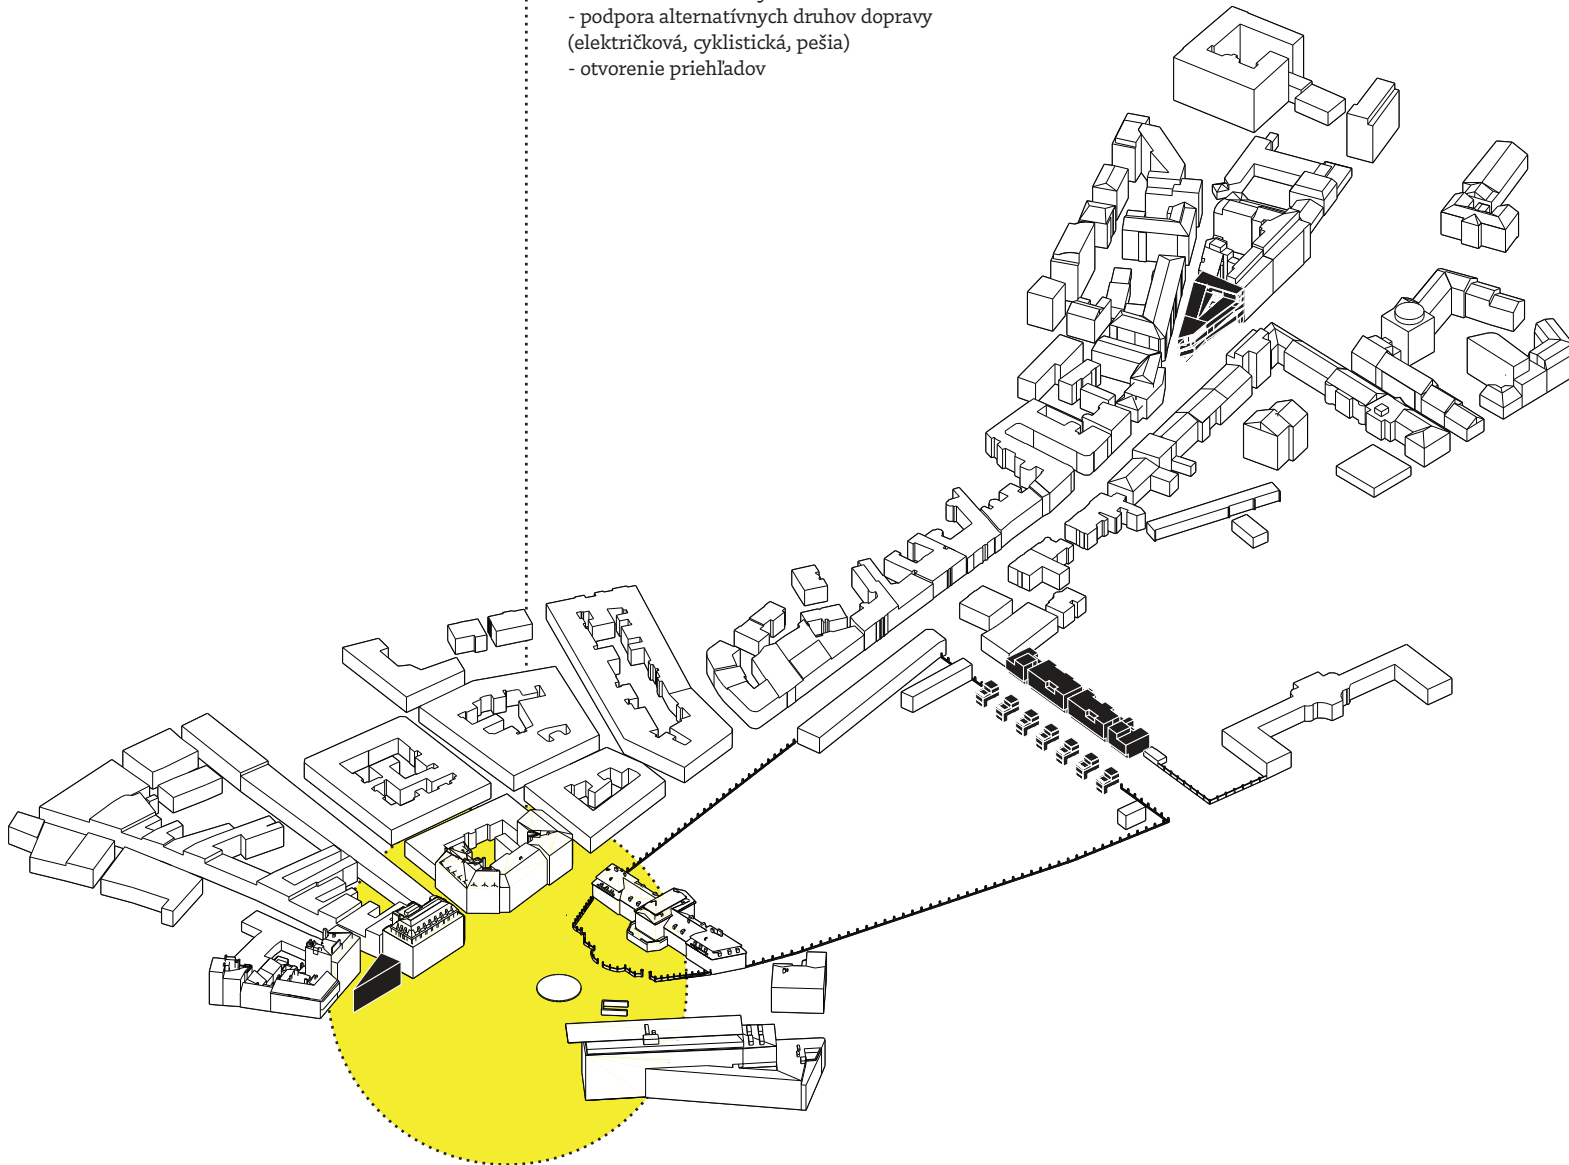 - podpora alternatívnych druhov dopravy
(električková, cyklistická, pešia)
- otvorenie priehľadov